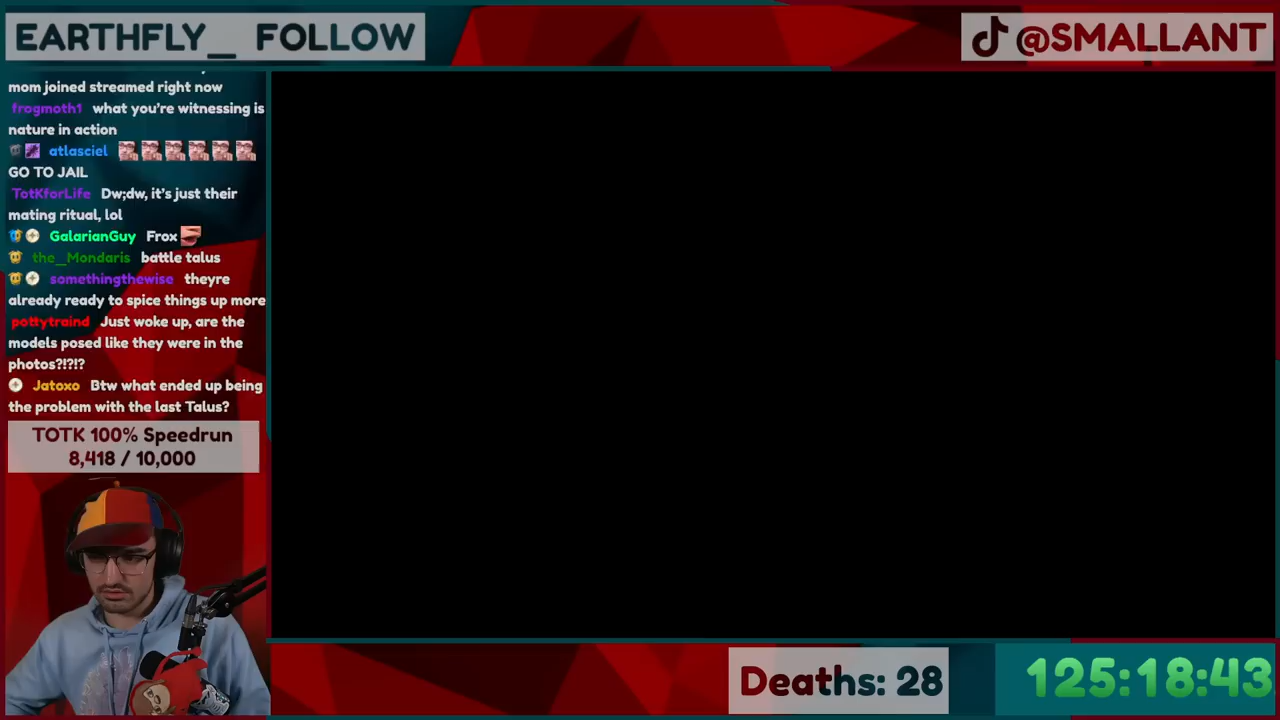 EARTHFLY_ FOLLOW
@SMALLANT
mom joined streamed right now
frogmoth1 what you're witnessing is
nature in action
atlasciel
GO TO JAIL
TotKforLife Dw;dw, it's just their
mating ritual, lol
GalarianGuy Frox
the_Mondaris battle talus
somethingthewise theyre
already ready to spice things up more
pottytraind Just woke up, are the
models posed like they were in the
photos?!?!?
Jatoxo Btw what ended up being
the problem with the last Talus?
TOTK 100% Speedrun
8,418 / 10,000
Deaths: 28
125:18:43